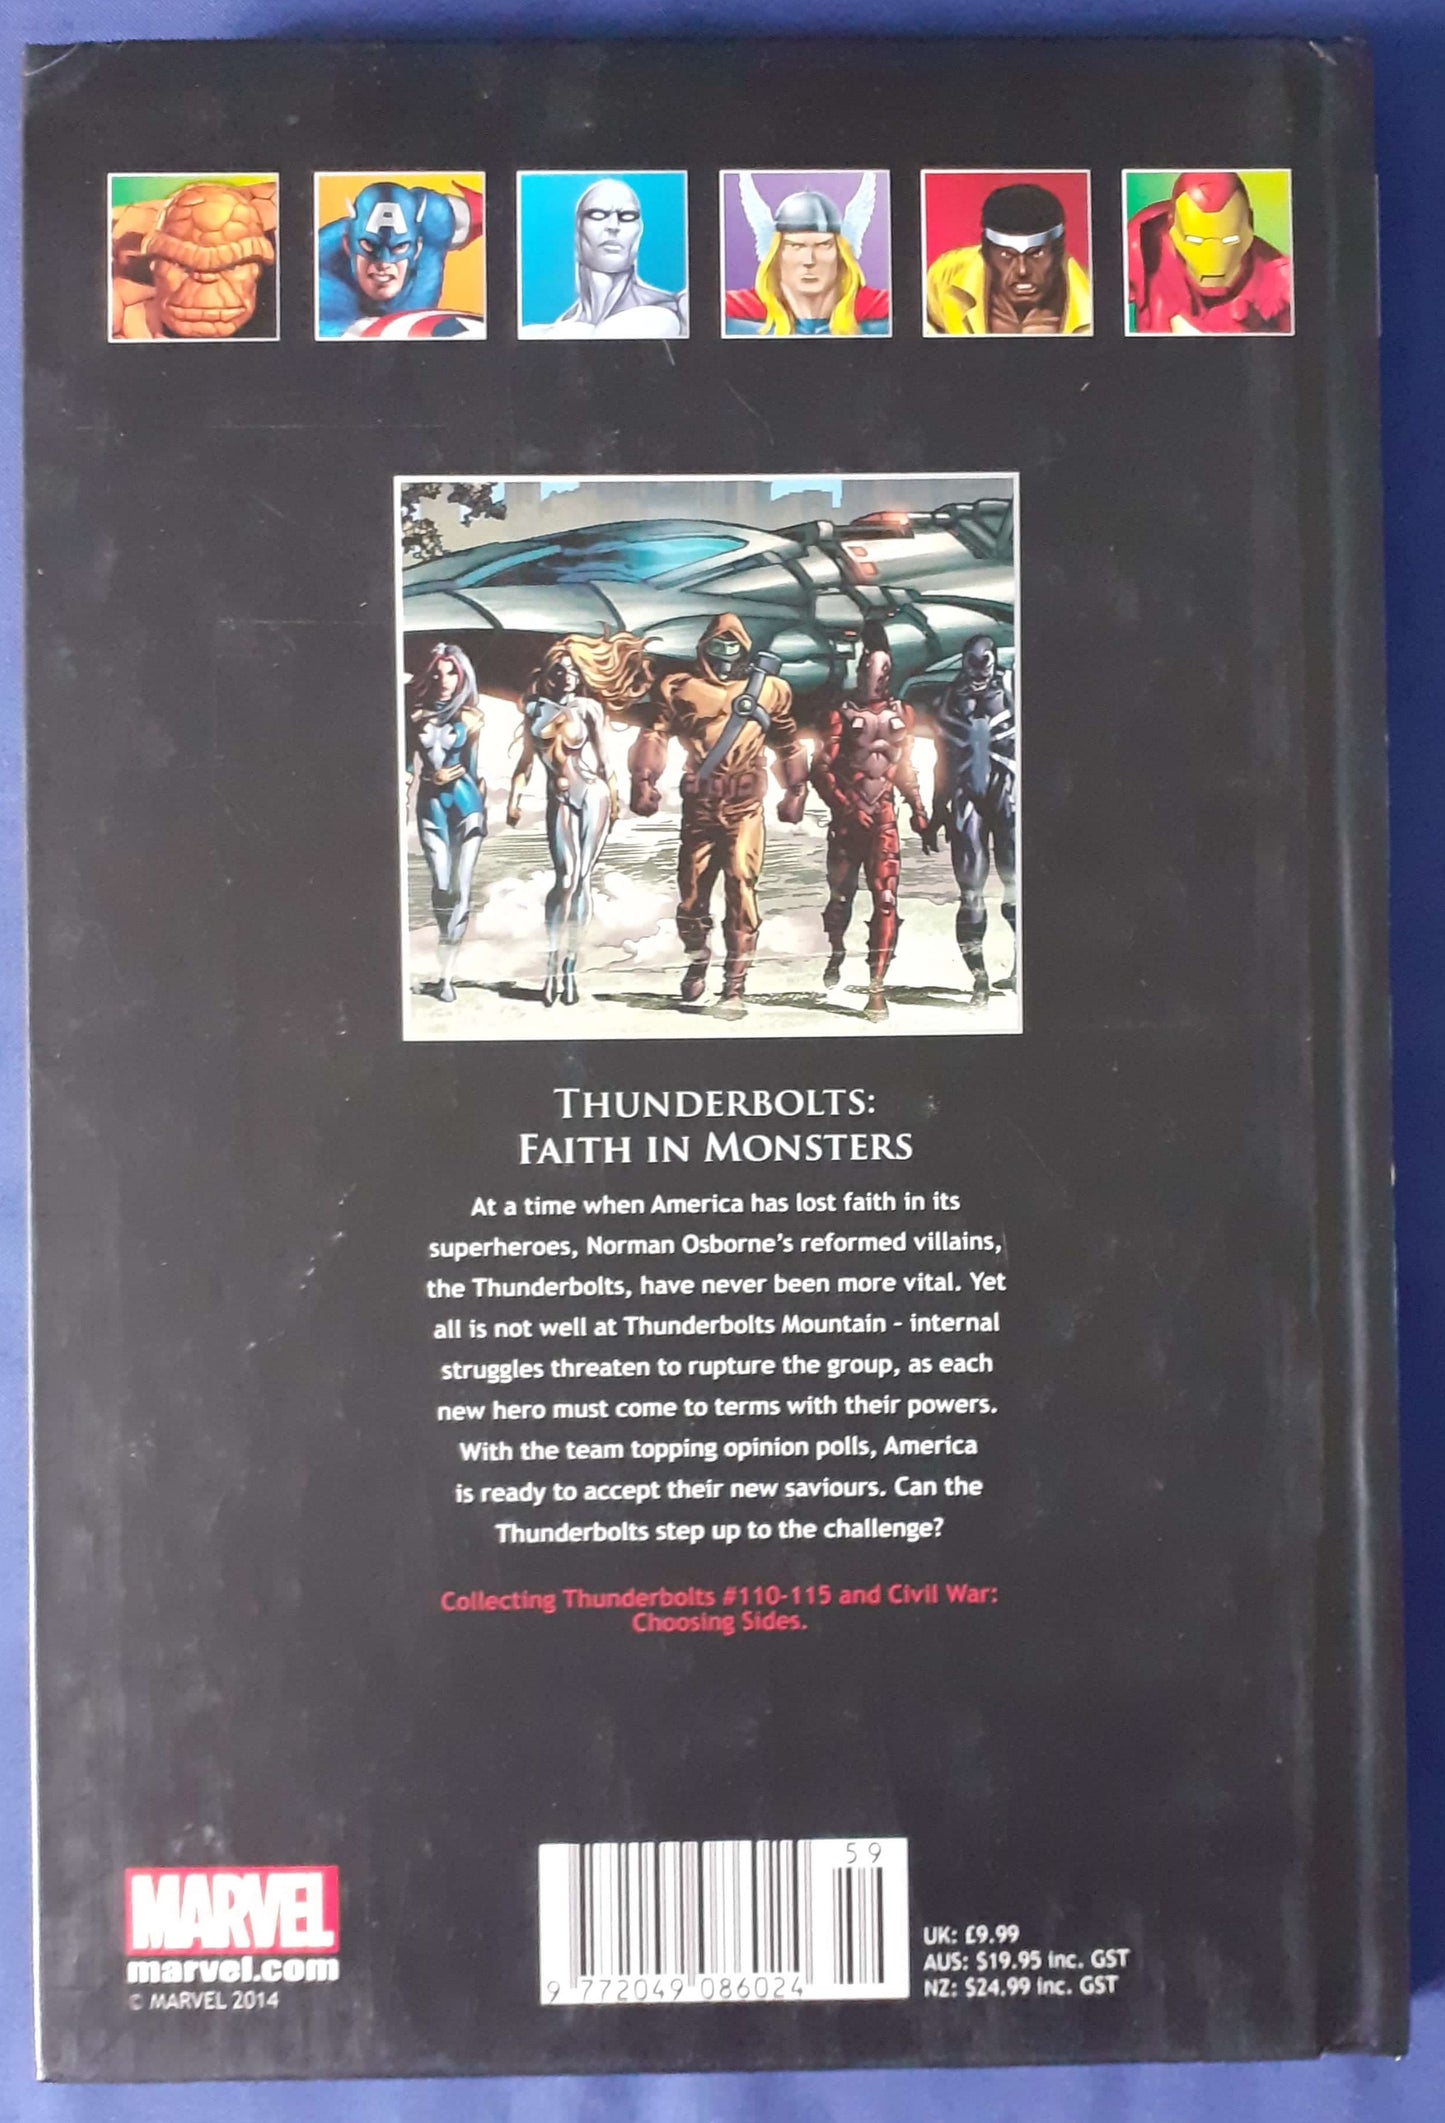 THUNDERBOLTS:
FAITH IN MONSTERS
At a time when America has lost faith in its
superheroes, Norman Osborne's reformed villains,
the Thunderbolts, have never been more vital. Yet
all is not well at Thunderbolts Mountain - internal
struggles threaten to rupture the group, as each
new hero must come to terms with their powers.
With the team topping opinion polls, America
is ready to accept their new saviours. Can the
Thunderbolts step up to the challenge?
Collecting Thunderbolts #110-115 and Civil War:
Choosing Sides.
MARVEL
marvel.com
© MARVEL 2014
59
9 772049 086024
UK: £9.99
AUS: $19.95 inc. GST
NZ: $24.99 inc. GST